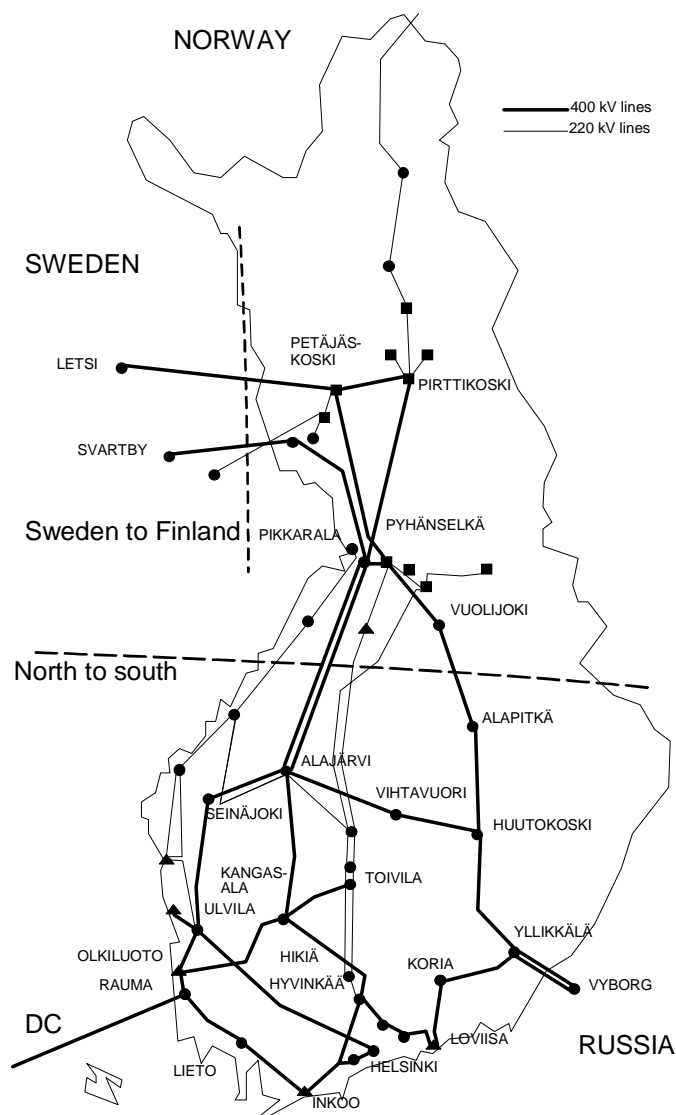 NORWAY
400 kV lines
220 kV lines
SWEDEN
PETÄJÄS-
KOSKI
LETSI
PIRTTIKOSKI
SVARTBY
Sweden to Finland
PIKKARALA
PYHÄNSELKÄ
VUOLIJOKI
North to south
ALAPITKÄ
ALAJÄRVI
VIHTAVUORI
SEINÄJOKI
HUUTOKOSKI
KANGAS-
ALA
TOIVILA
ULVILA
YLLIKKÄLÄ
OLKILUOTO
HIKIÄ
KORIA
RAUMA
HYVINKÄÄ
VYBORG
DC
LOVIISA
RUSSIA
LIETO
HELSINKI
INKOO